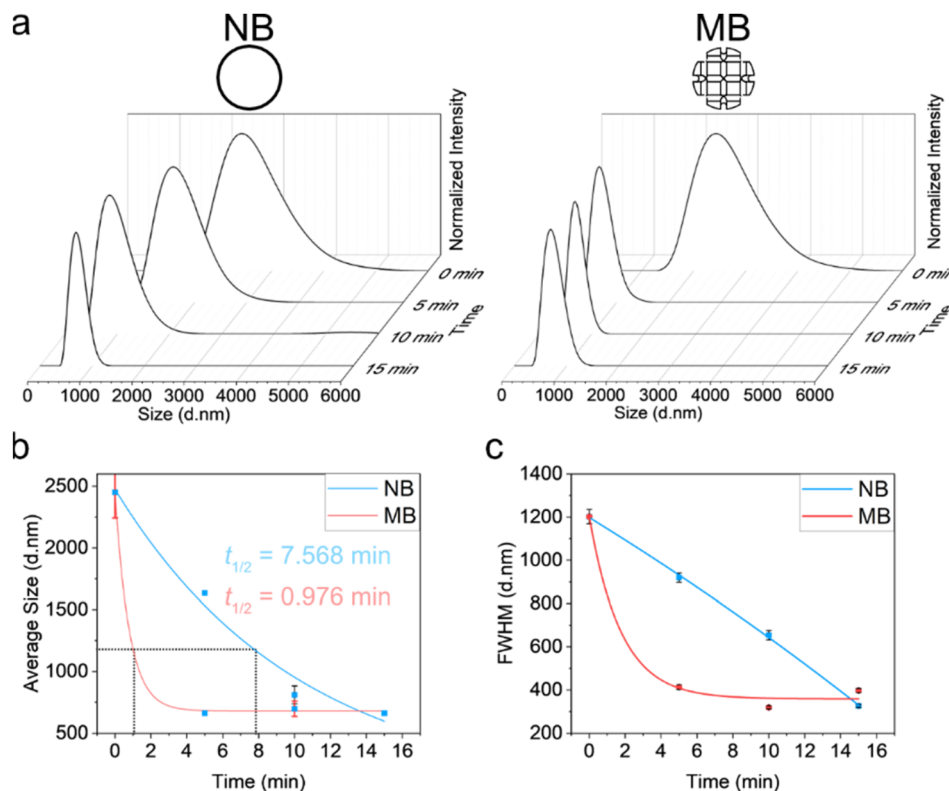 a
NB
MB
Normalized Intensity
0 min
5 min
10 min
15 min
Time
0 1000 2000 3000 4000 5000 6000
Size (d.nm)
Normalized Intensity
0 min
5 min
10 min
15 min
Time
0 1000 2000 3000 4000 5000 6000
Size (d.nm)
b
NB
MB
t1/2 = 7.568 min
t1/2 = 0.976 min
2500
2000
1500
1000
500
Average Size (d.nm)
0 2 4 6 8 10 12 14 16
Time (min)
c
NB
MB
1400
1200
1000
800
600
400
200
FWHM (d.nm)
0 2 4 6 8 10 12 14 16
Time (min)